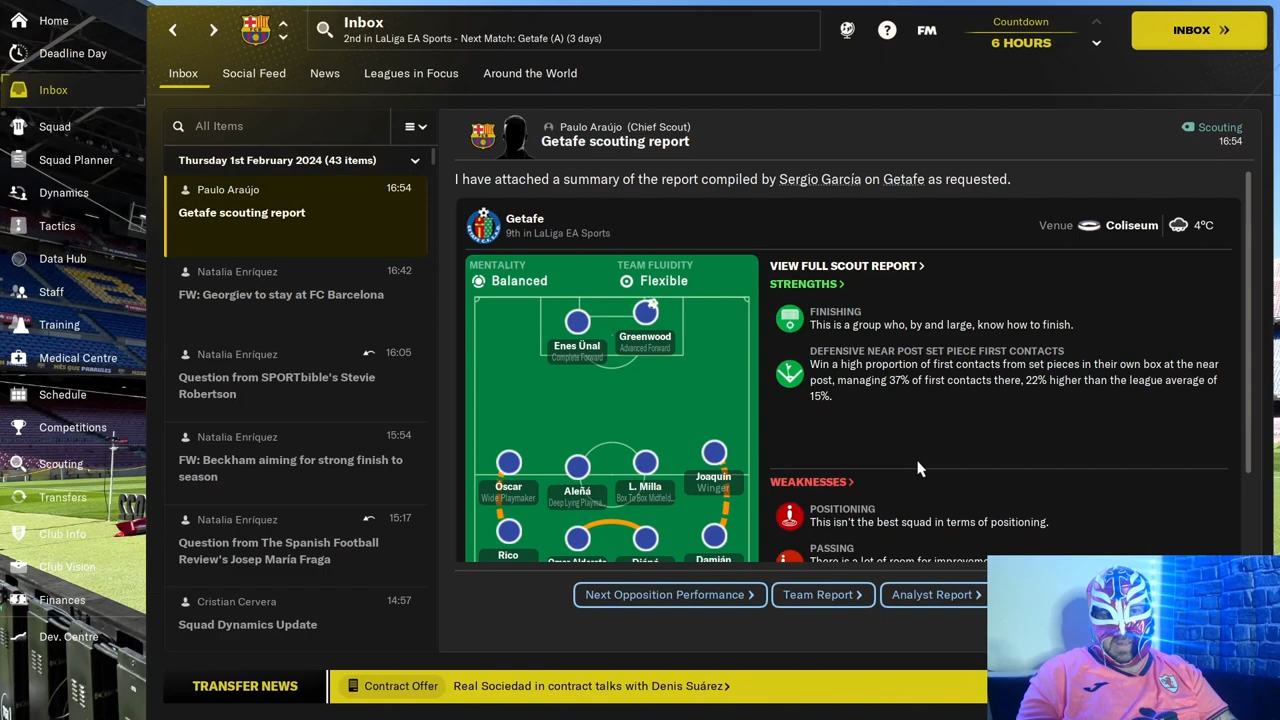 Home
Deadline Day
Inbox
Squad
Squad Planner
Dynamics
Tactics
Data Hub
Staff
Training
Medical Centre
Schedule
Competitions
Scouting
Transfers
Club Info
Club Vision
Finances
Dev. Centre
Inbox
2nd in LaLiga EA Sports - Next Match: Getafe (A) (3 days)
?
FM
Countdown
6 HOURS
INBOX
Inbox
Social Feed
News
Leagues in Focus
Around the World
All Items
Thursday 1st February 2024 (43 items)
Paulo Araújo
16:54
Getafe scouting report
Natalia Enríquez
16:42
FW: Georgiev to stay at FC Barcelona
Natalia Enríquez
16:05
Question from SPORTbible's Stevie
Robertson
Natalia Enríquez
15:54
FW: Beckham aiming for strong finish to
season
Natalia Enríquez
15:17
Question from The Spanish Football
Review's Josep María Fraga
Cristian Cervera
14:57
Squad Dynamics Update
Paulo Araújo (Chief Scout)
Getafe scouting report
Scouting
16:54
I have attached a summary of the report compiled by Sergio García on Getafe as requested.
Getafe
9th in LaLiga EA Sports
Venue
Coliseum
4°C
MENTALITY
Balanced
TEAM FLUIDITY
Flexible
Enes Ünal
Complete Forward
Greenwood
Advanced Forward
Óscar
Wide Playmaker
Aleñá
Deep Lying Playma...
L. Milla
Box To Box Midfield...
Joaquín
Winger
Rico
Omar Alderete
Djené
Damián
VIEW FULL SCOUT REPORT
STRENGTHS
FINISHING
This is a group who, by and large, know how to finish.
DEFENSIVE NEAR POST SET PIECE FIRST CONTACTS
Win a high proportion of first contacts from set pieces in their own box at the near
post, managing 37% of first contacts there, 22% higher than the league average of
15%.
WEAKNESSES
POSITIONING
This isn't the best squad in terms of positioning.
PASSING
There is a lot of room for
Next Opposition Performance
Team Report
Analyst Report
TRANSFER NEWS
Contract Offer
Real Sociedad in contract talks with Denis Suárez